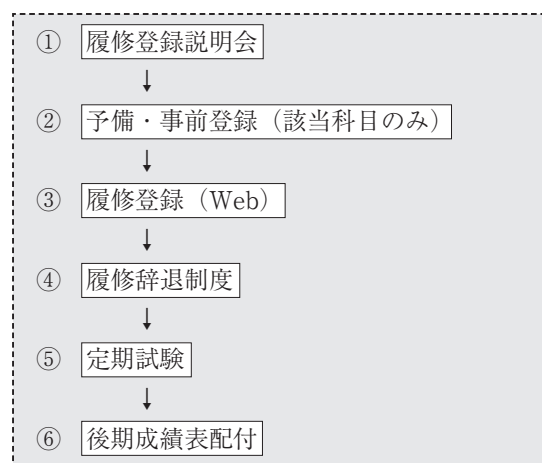 ① 履修登録説明会
↓
② 予備・事前登録（該当科目のみ）
↓
③ 履修登録（Web）
↓
④ 履修辞退制度
↓
⑤ 定期試験
↓
⑥ 後期成績表配付